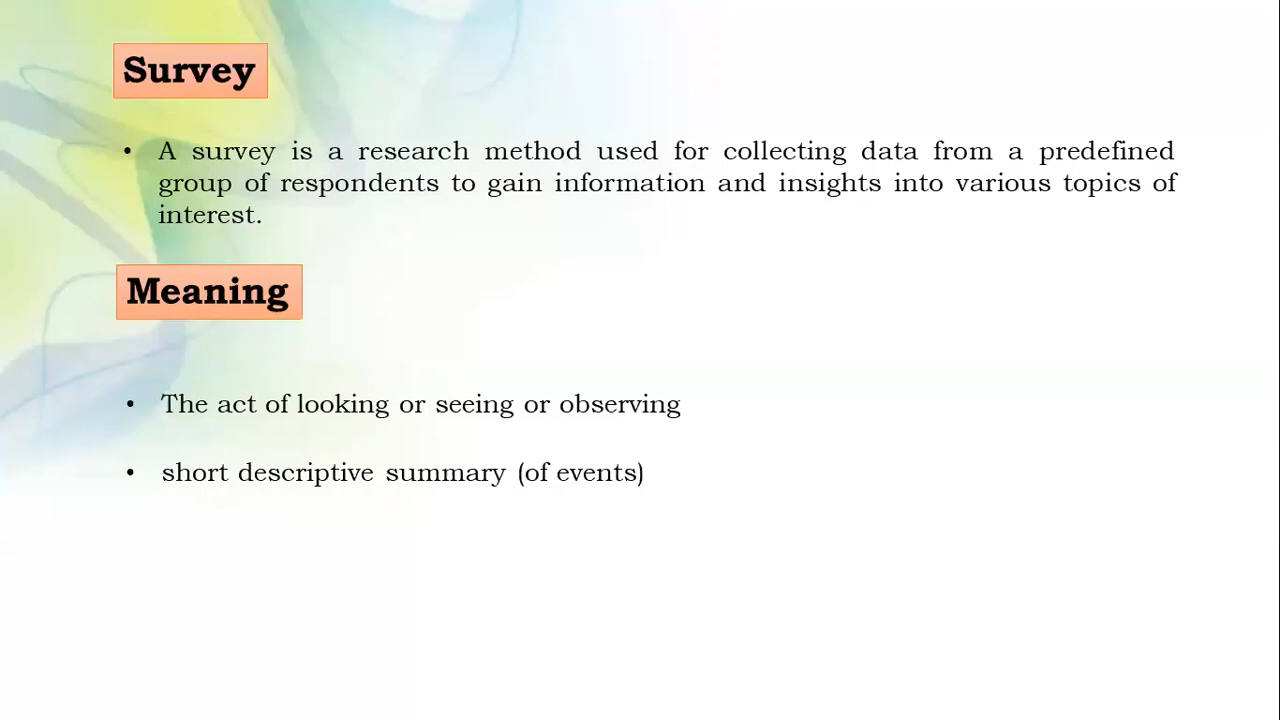 Survey
• A survey is a research method used for collecting data from a predefined
group of respondents to gain information and insights into various topics of
interest.
Meaning
• The act of looking or seeing or observing
• short descriptive summary (of events)